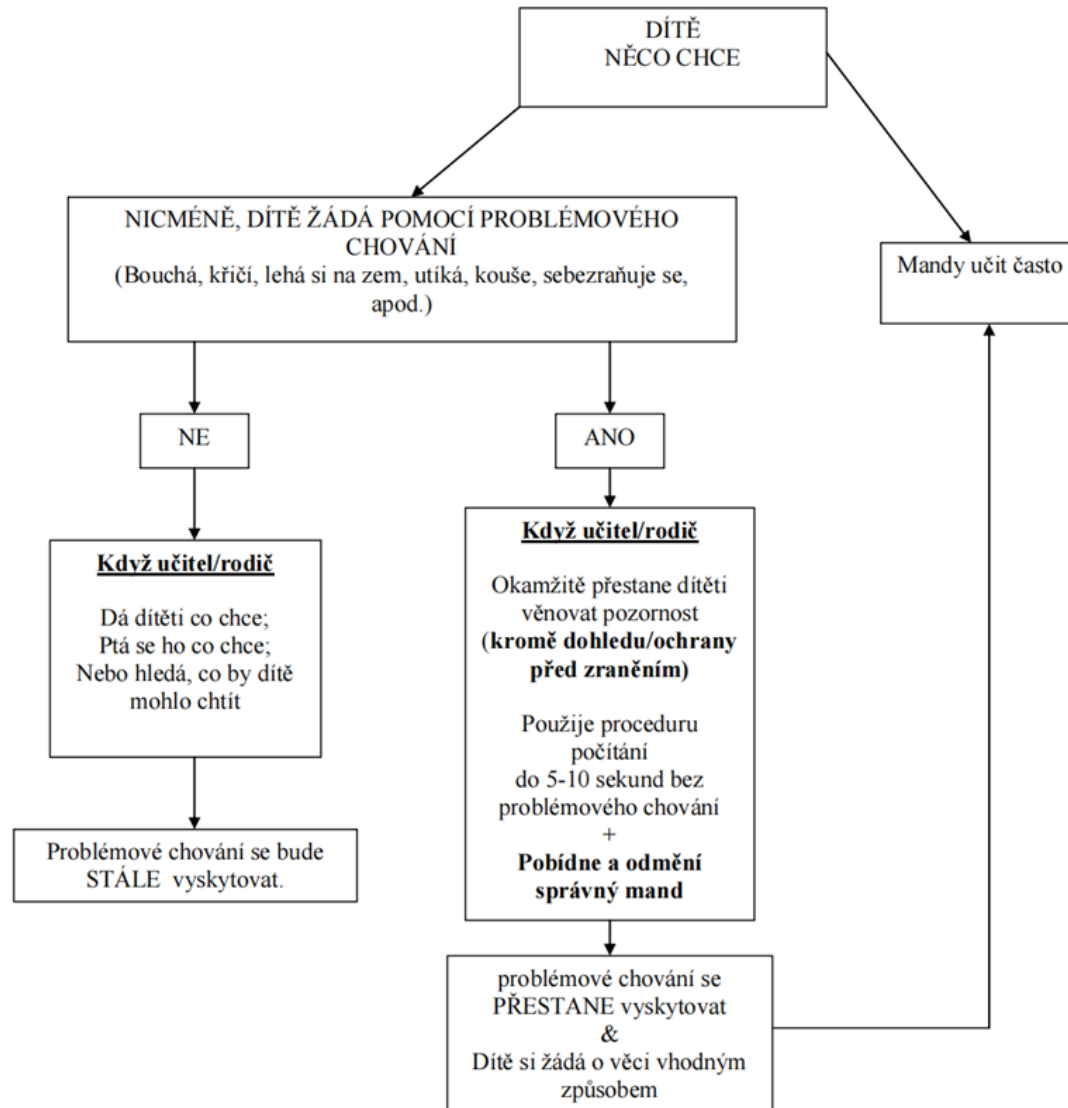 DÍTĚ
NĚCO CHCE
NICMÉNĚ, DÍTĚ ŽÁDÁ POMOCÍ PROBLÉMOVÉHO
CHOVÁNÍ
(Bouchá, křičí, lehá si na zem, utíká, kouše, sebezraňuje se,
apod.)
Mandy učit často
NE
ANO
Když učitel/rodič
Dá dítěti co chce;
Ptá se ho co chce;
Nebo hledá, co by dítě
mohlo chtít
Problémové chování se bude
STÁLE vyskytovat.
Když učitel/rodič
Okamžitě přestane dítěti
věnovat pozornost
(kromě dohledu/ochrany
před zraněním)
Použije proceduru
počítání
do 5-10 sekund bez
problémového chování
+
Pobídne a odmění
správný mand
problémové chování se
PŘESTANE vyskytovat
&
Dítě si žádá o věci vhodným
způsobem